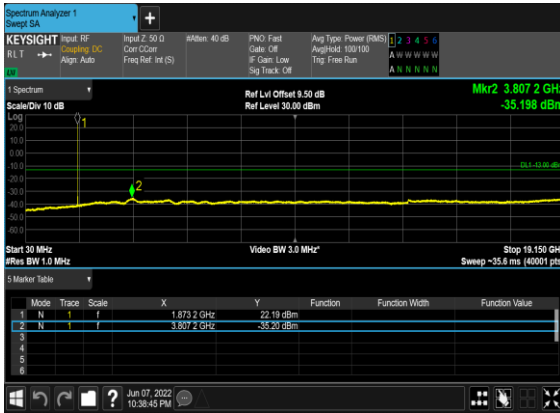 Spectrum Analyzer 1
Swept SA
+
KEYSIGHT Input: RF Input Z: 50 Ω #Atten: 40 dB PNO: Fast Avg Type: Power (RMS) 1 2 3 4 5 6
RLT Coupling: DC Corr CCorr Gate: Off Avg|Hold: 100/100 A W W W W W
Align: Auto Freq Ref: Int (S) IF Gain: Low Trig: Free Run
Sig Track: Off A N N N N N
1 Spectrum Ref Lvl Offset 9.50 dB Mkr2 3.807 2 GHz
Scale/Div 10 dB Ref Level 30.00 dBm -35.198 dBm
Log
20.0
10.0
0.00
-10.0
-20.0
-30.0
-40.0
-50.0
-60.0
1
2
DL1 -13.00 dBm
Start 30 MHz Video BW 3.0 MHz* Stop 19.150 GH
#Res BW 1.0 MHz Sweep ~35.6 ms (40001 pts
5 Marker Table
Mode Trace Scale X Y Function Function Width Function Value
1 N 1 f 1.873 2 GHz 22.19 dBm
2 N 1 f 3.807 2 GHz -35.20 dBm
3
4
5
6
? Jun 07, 2022
10:38:45 PM